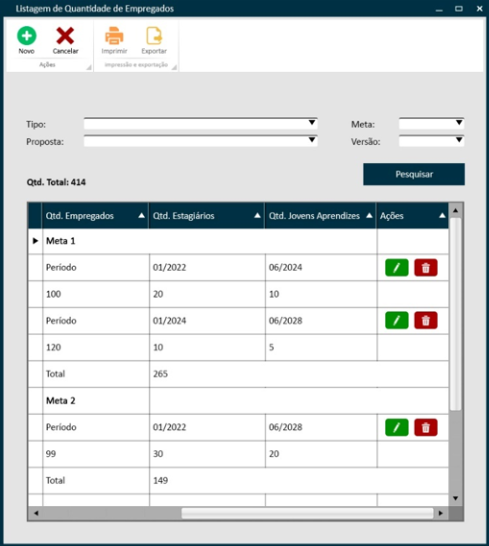 Listagem de Quantidade de Empregados
Novo Cancelar Imprimir Exportar
Ações Impressão e exportação
Tipo: Meta:
Proposta: Versão:
Pesquisar
Qtd. Total: 414
Qtd. Empregados Qtd. Estagiários Qtd. Jovens Aprendizes Ações
Meta 1
Período 01/2022 06/2024
100 20 10
Período 01/2024 06/2028
120 10 5
Total 265
Meta 2
Período 01/2022 06/2028
99 30 20
Total 149